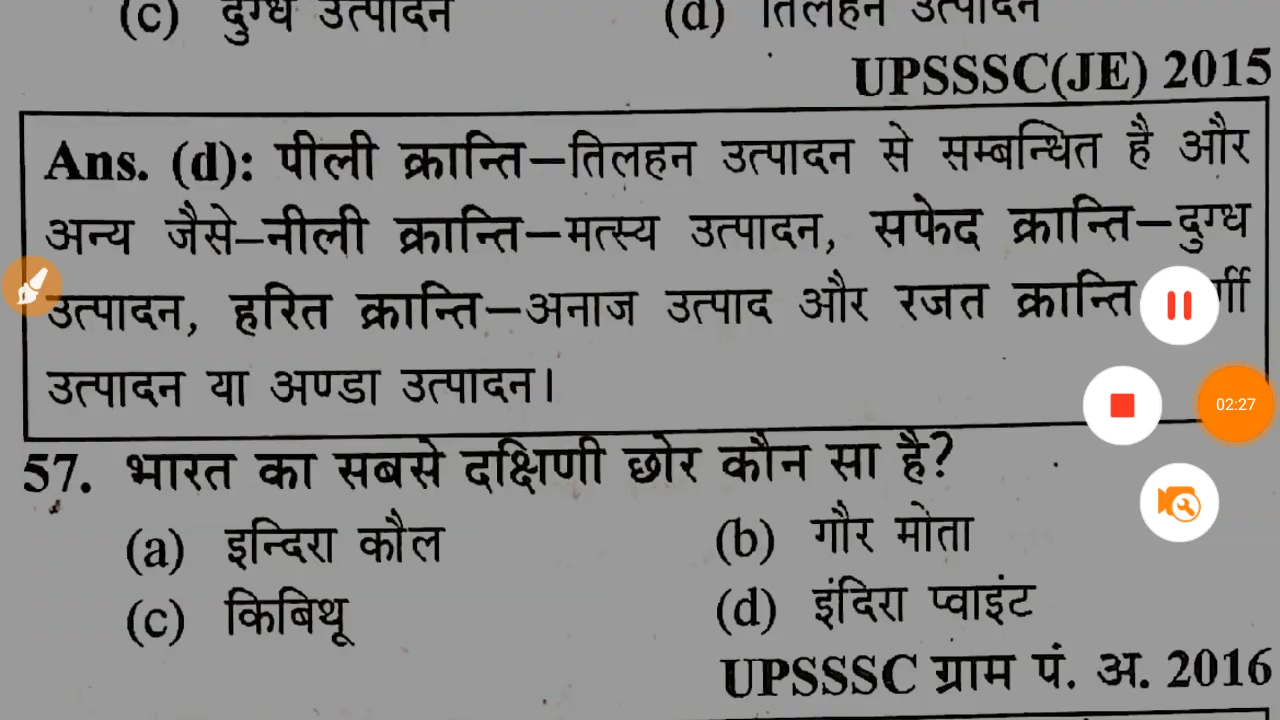 (c) दुग्ध उत्पादन (d) तिलहन उत्पादन
UPSSSC(JE) 2015
Ans. (d): पीली क्रान्ति–तिलहन उत्पादन से सम्बन्धित है और
अन्य जैसे–नीली क्रान्ति–मत्स्य उत्पादन, सफेद क्रान्ति–दुग्ध
उत्पादन, हरित क्रान्ति–अनाज उत्पाद और रजत क्रान्ति
उत्पादन या अण्डा उत्पादन।
02:27
57. भारत का सबसे दक्षिणी छोर कौन सा है?
(a) इन्दिरा कौल (b) गौर मोता
(c) किबिथू (d) इंदिरा प्वाइंट
UPSSSC ग्राम पं. अ. 2016